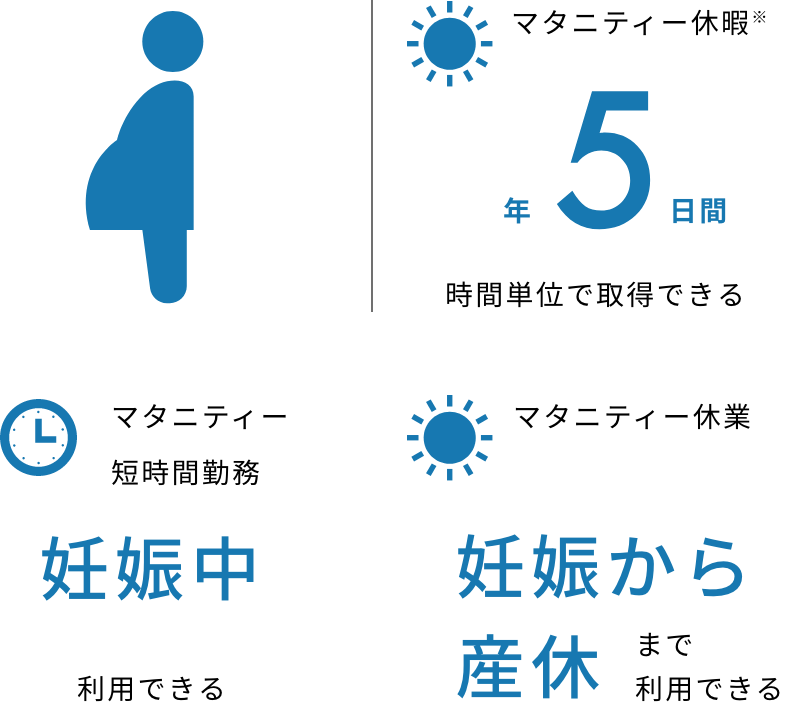 マタニティー休暇※
年 5 日間
時間単位で取得できる
マタニティー
短時間勤務
妊娠中
利用できる
マタニティー休業
妊娠から
産休 まで
利用できる